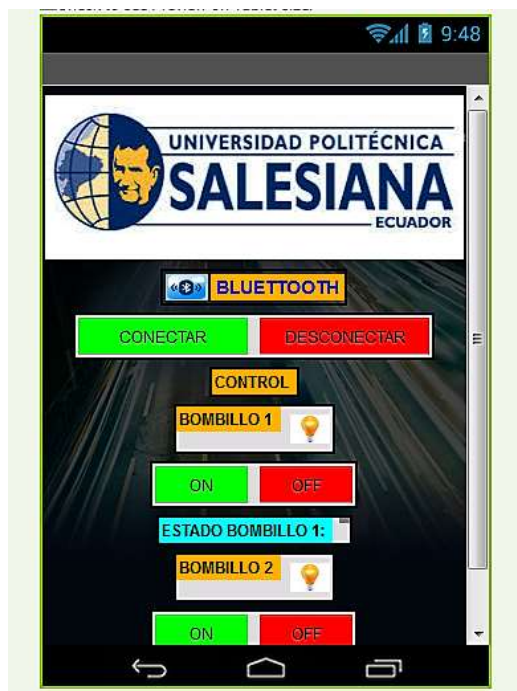 9:48
UNIVERSIDAD POLITÉCNICA
SALESIANA
ECUADOR
BLUETTOOTH
CONECTAR DESCONECTAR
CONTROL
BOMBILLO 1
ON OFF
ESTADO BOMBILLO 1:
BOMBILLO 2
ON OFF